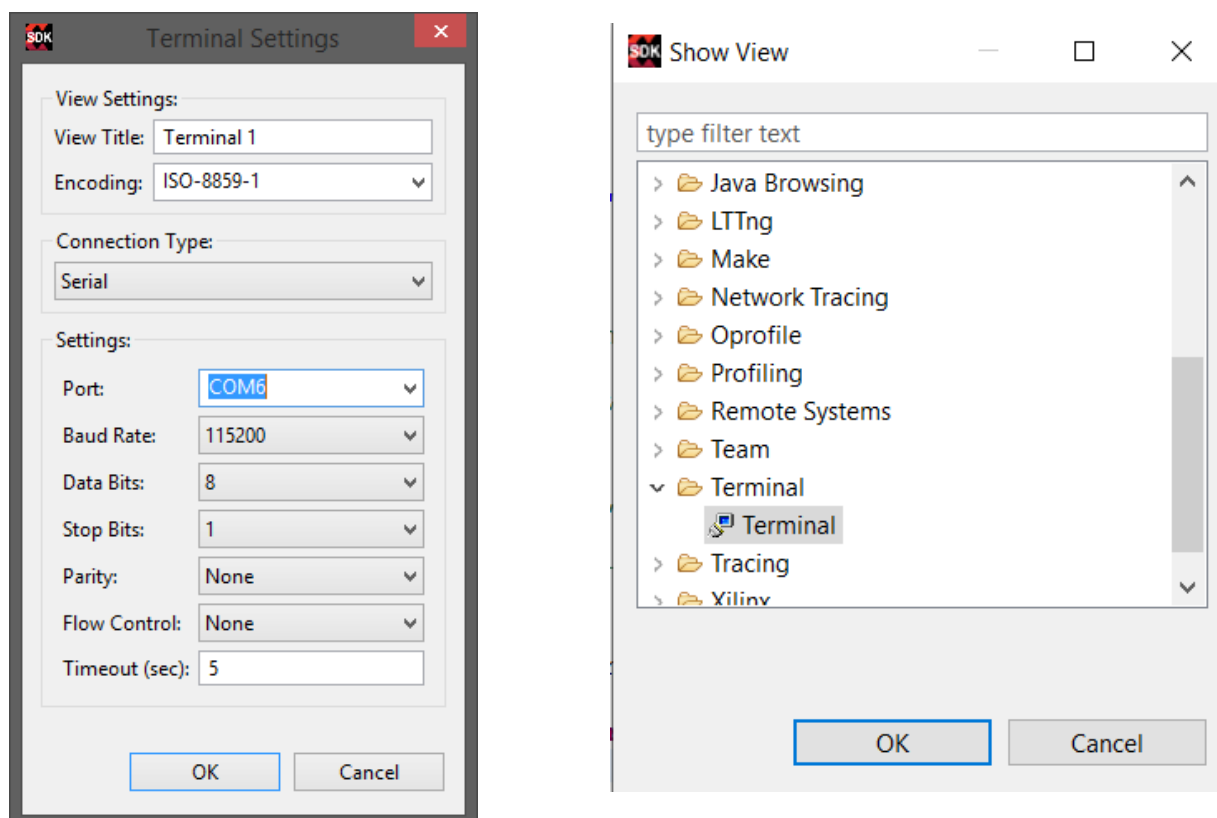 SDK Terminal Settings
View Settings:
View Title: Terminal 1
Encoding: ISO-8859-1
Connection Type:
Serial
Settings:
Port: COM6
Baud Rate: 115200
Data Bits: 8
Stop Bits: 1
Parity: None
Flow Control: None
Timeout (sec): 5
OK Cancel
SDK Show View
type filter text
Java Browsing
LTTng
Make
Network Tracing
Oprofile
Profiling
Remote Systems
Team
Terminal
Terminal
Tracing
Xilinx
OK Cancel